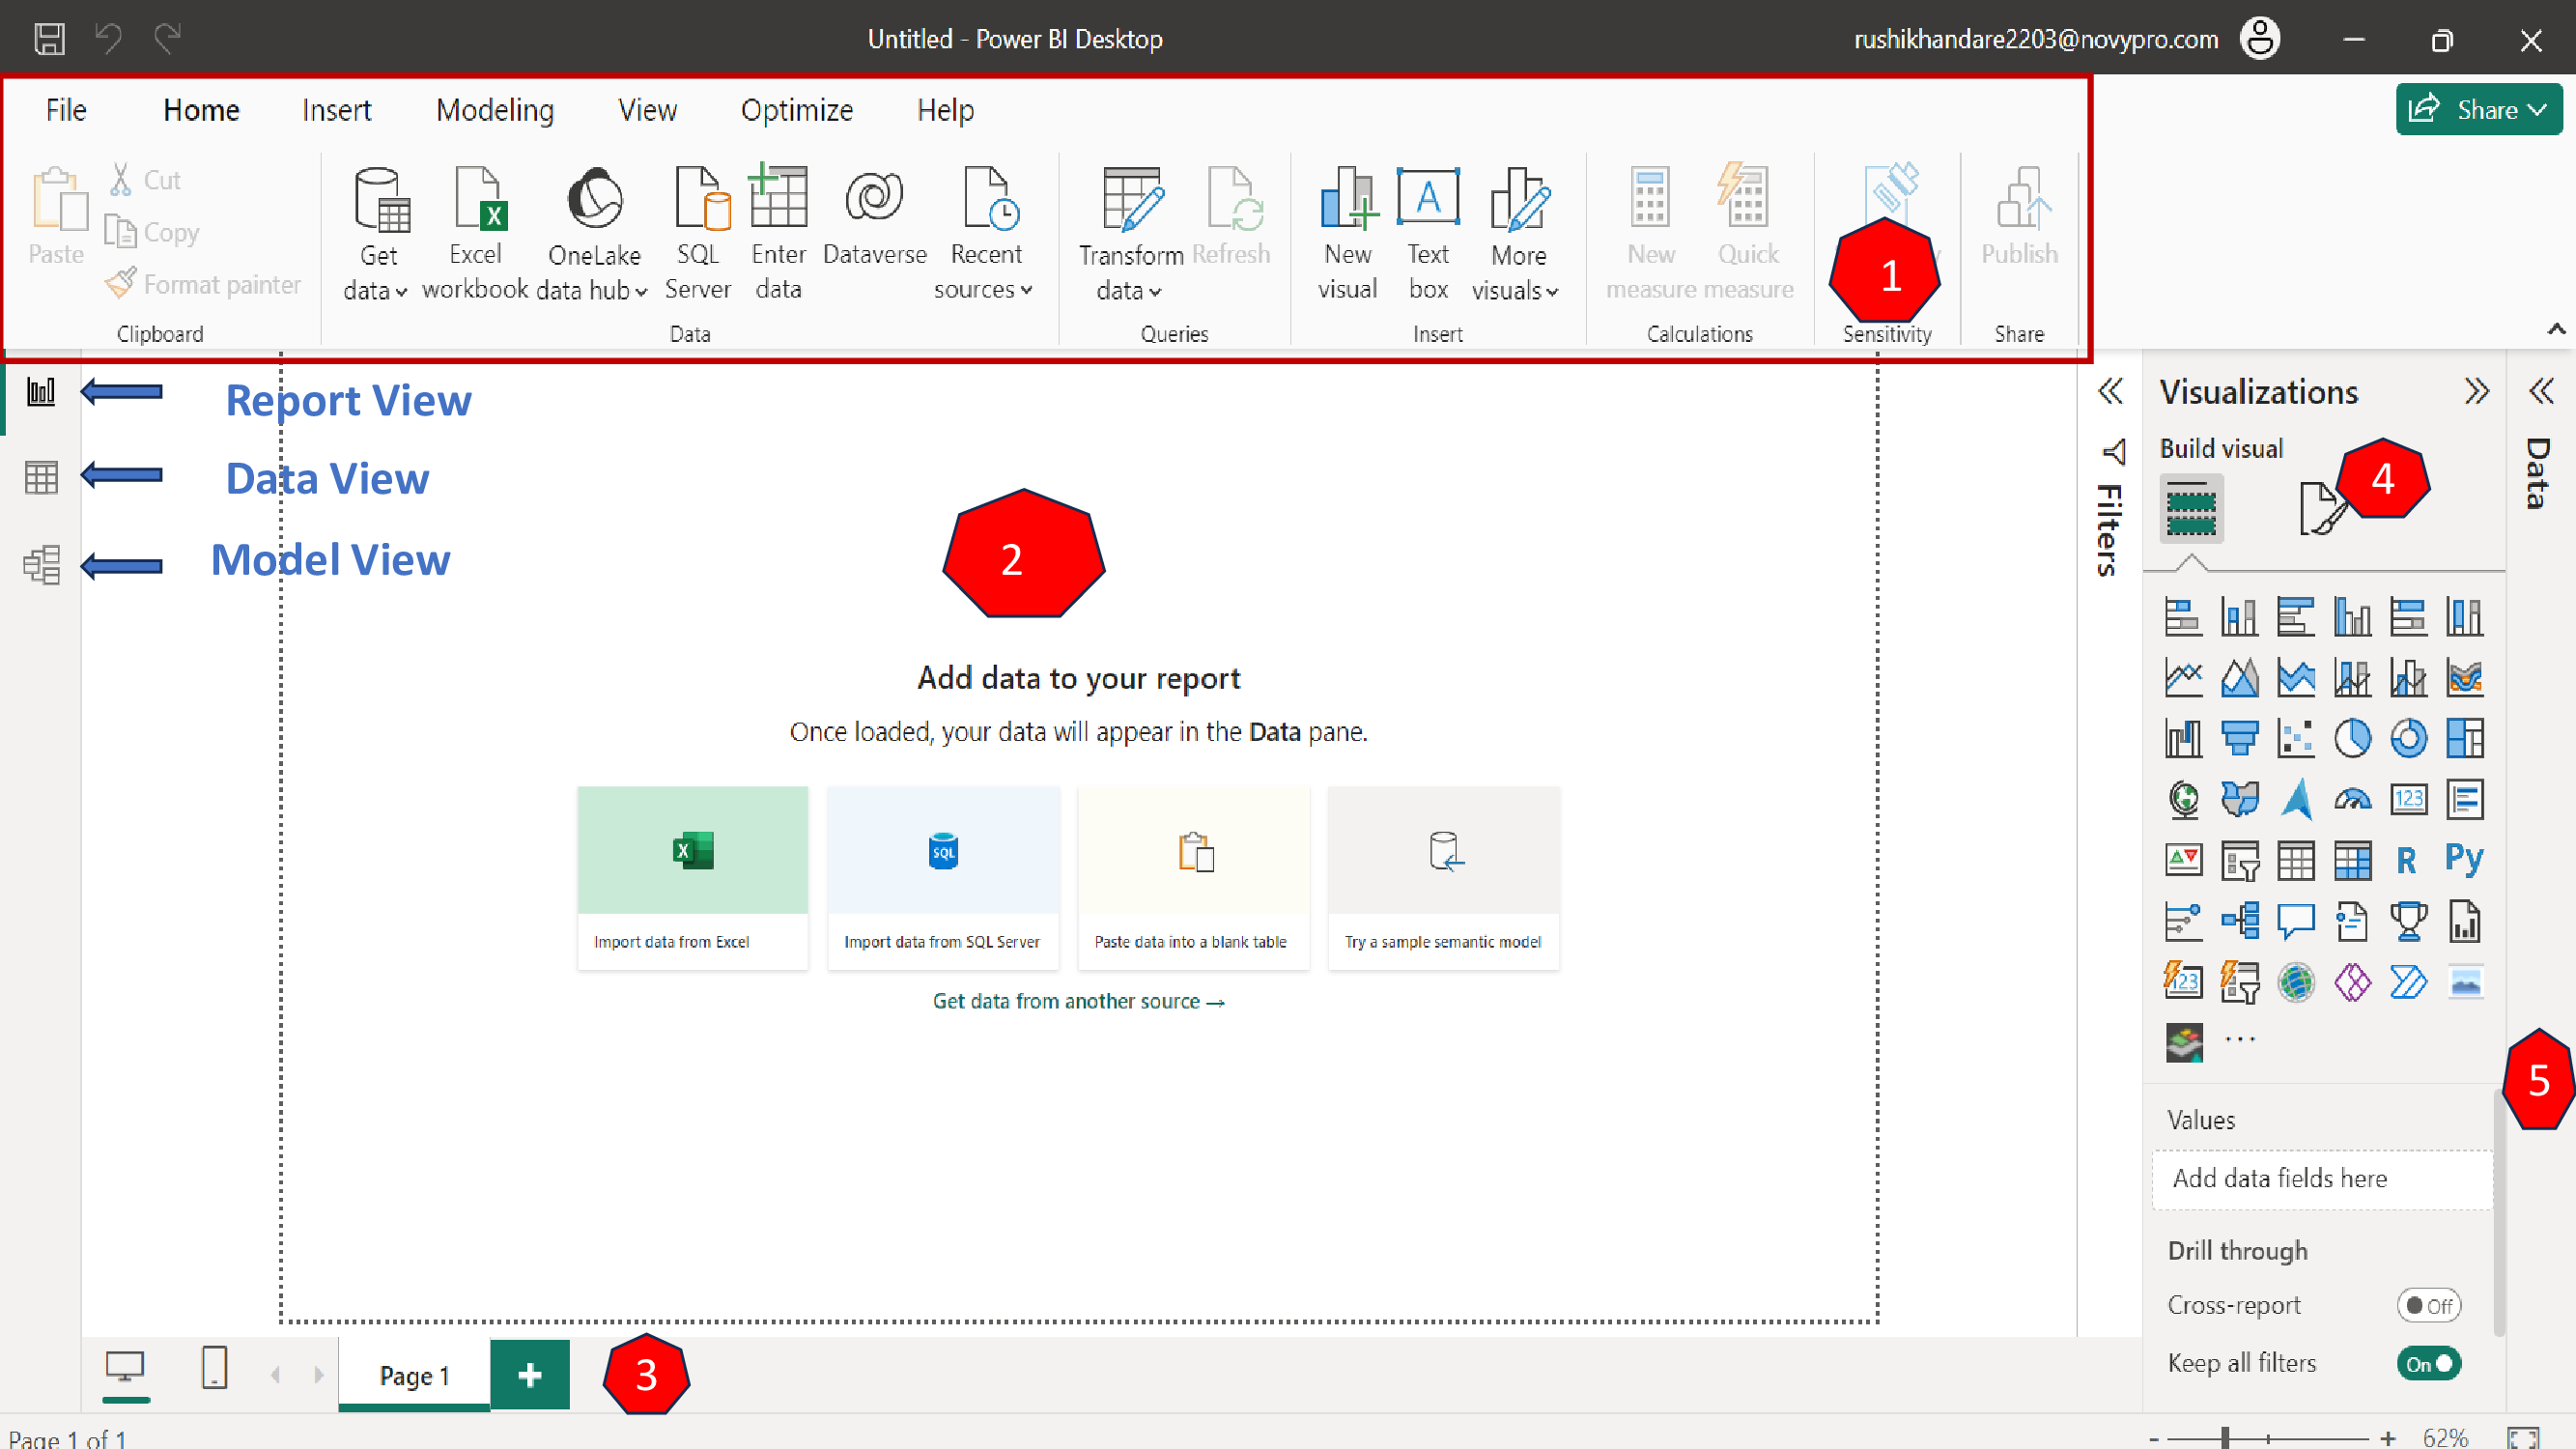 Untitled - Power BI Desktop
rushikhandare2203@novypro.com
File Home Insert Modeling View Optimize Help
Share
Paste
Cut
Copy
Format painter
Clipboard
Get data
Excel workbook
OneLake data hub
SQL Server
Enter data
Dataverse
Recent sources
Data
Transform data
Refresh
Queries
New visual
Text box
More visuals
Insert
New measure
Quick measure
Calculations
1
Sensitivity
Publish
Share
Report View
Data View
Model View
2
Add data to your report
Once loaded, your data will appear in the Data pane.
X
SQL
Import data from Excel
Import data from SQL Server
Paste data into a blank table
Try a sample semantic model
Get data from another source →
Filters
Visualizations
Build visual
4
Data
123
R
Py
123
...
5
Values
Add data fields here
Drill through
Cross-report
Off
Keep all filters
On
Page 1
+
3
Page 1 of 1
- + 62%